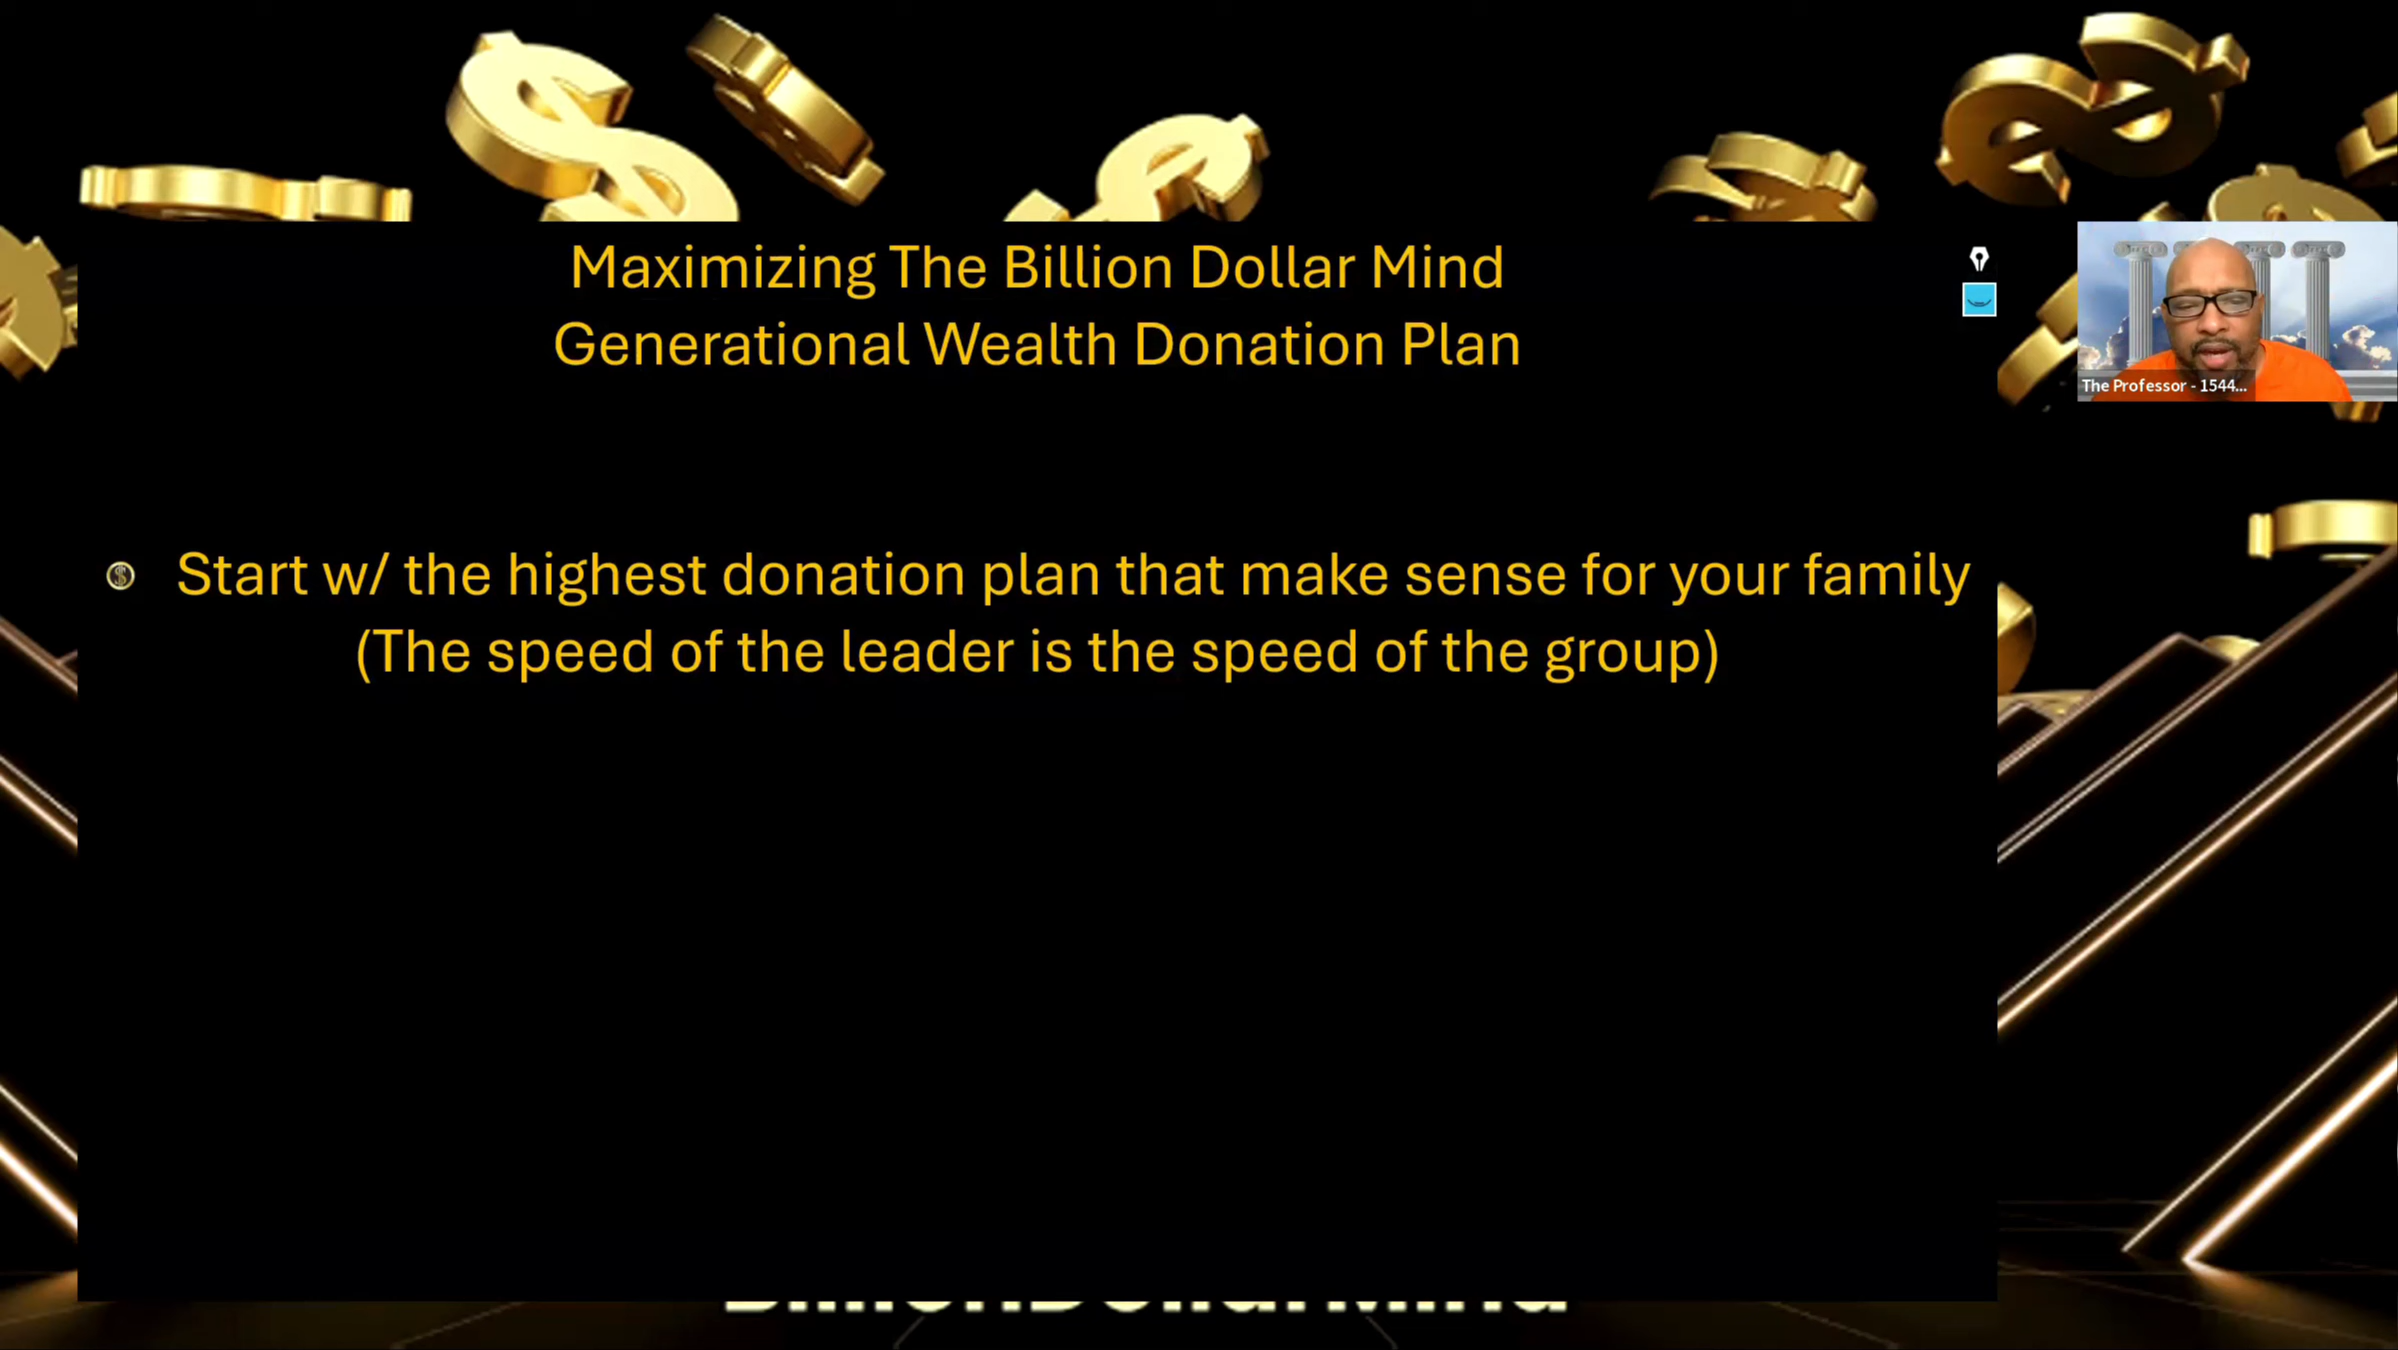 Maximizing The Billion Dollar Mind
Generational Wealth Donation Plan
The Professor - 1544...
Start w/ the highest donation plan that make sense for your family
(The speed of the leader is the speed of the group)
BillionDollarMind